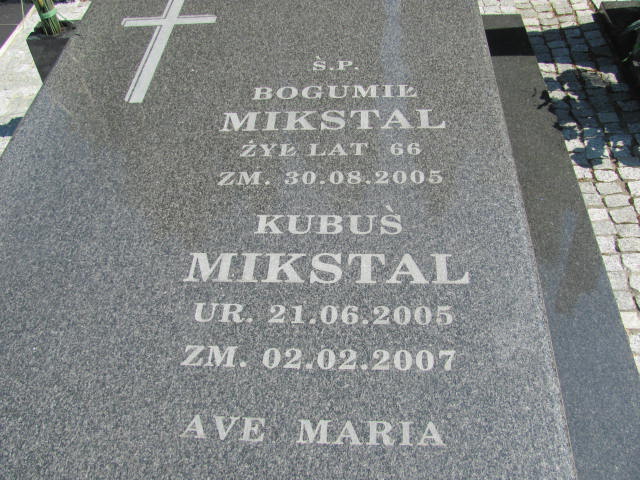 Ś.P.
BOGUMIŁ
MIKSTAL
ŻYŁ LAT 66
ZM. 30.08.2005
KUBUŚ
MIKSTAL
UR. 21.06.2005
ZM. 02.02.2007
AVE MARIA